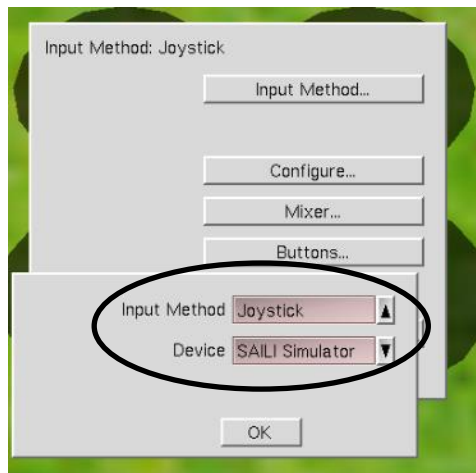 Input Method: Joystick
Input Method...
Configure...
Mixer...
Buttons...
Input Method Joystick
Device SAILI Simulator
OK